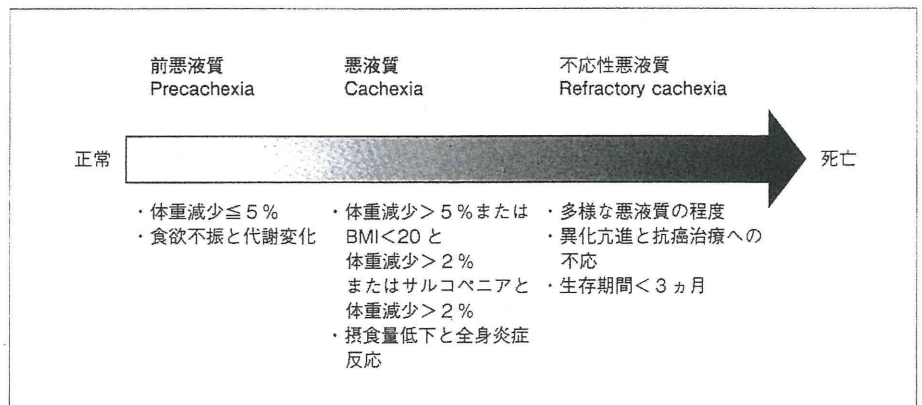 前悪液質
Precachexia
悪液質
Cachexia
不応性悪液質
Refractory cachexia
正常
死亡
・体重減少≦5%
・食欲不振と代謝変化
・体重減少>5%または
BMI<20と
体重減少>2%
またはサルコペニアと
体重減少>2%
・摂食量低下と全身炎症
反応
・多様な悪液質の程度
・異化亢進と抗癌治療への
不応
・生存期間<3ヵ月